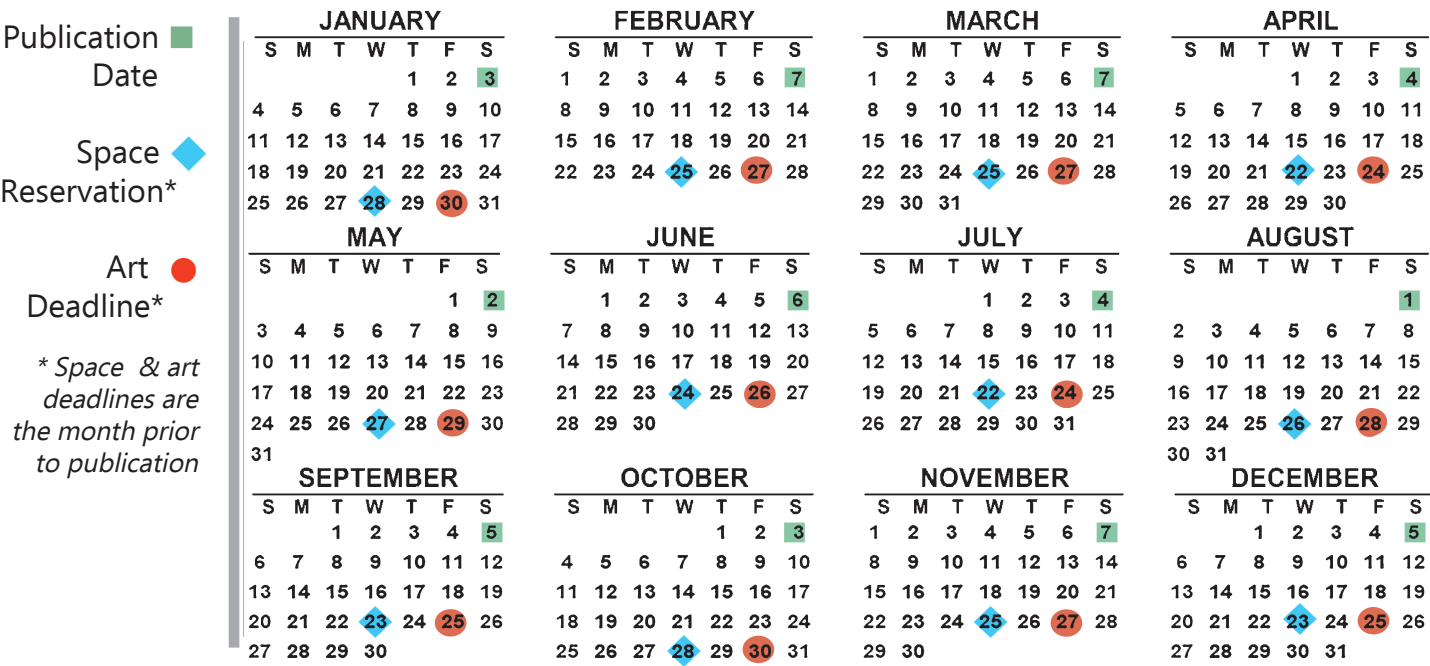 Publication
Date
Space
Reservation*
Art
Deadline*
* Space & art
deadlines are
the month prior
to publication
JANUARY FEBRUARY MARCH APRIL
S M T W T F S S M T W T F S S M T W T F S S M T W T F S
1 2 3 1 2 3 4 5 6 7 1 2 3 4 5 6 7 1 2 3 4
4 5 6 7 8 9 10 8 9 10 11 12 13 14 8 9 10 11 12 13 14 5 6 7 8 9 10 11
11 12 13 14 15 16 17 15 16 17 18 19 20 21 15 16 17 18 19 20 21 12 13 14 15 16 17 18
18 19 20 21 22 23 24 22 23 24 25 26 27 28 22 23 24 25 26 27 28 19 20 21 22 23 24 25
25 26 27 28 29 30 31 29 30 31 26 27 28 29 30
MAY JUNE JULY AUGUST
S M T W T F S S M T W T F S S M T W T F S S M T W T F S
1 2 1 2 3 4 5 6 1 2 3 4 1
3 4 5 6 7 8 9 7 8 9 10 11 12 13 5 6 7 8 9 10 11 2 3 4 5 6 7 8
10 11 12 13 14 15 16 14 15 16 17 18 19 20 12 13 14 15 16 17 18 9 10 11 12 13 14 15
17 18 19 20 21 22 23 21 22 23 24 25 26 27 19 20 21 22 23 24 25 16 17 18 19 20 21 22
24 25 26 27 28 29 30 28 29 30 26 27 28 29 30 31 23 24 25 26 27 28 29
31 30 31
SEPTEMBER OCTOBER NOVEMBER DECEMBER
S M T W T F S S M T W T F S S M T W T F S S M T W T F S
1 2 3 4 5 1 2 3 1 2 3 4 5 6 7 1 2 3 4 5
6 7 8 9 10 11 12 4 5 6 7 8 9 10 8 9 10 11 12 13 14 6 7 8 9 10 11 12
13 14 15 16 17 18 19 11 12 13 14 15 16 17 15 16 17 18 19 20 21 13 14 15 16 17 18 19
20 21 22 23 24 25 26 18 19 20 21 22 23 24 22 23 24 25 26 27 28 20 21 22 23 24 25 26
27 28 29 30 25 26 27 28 29 30 31 29 30 27 28 29 30 31